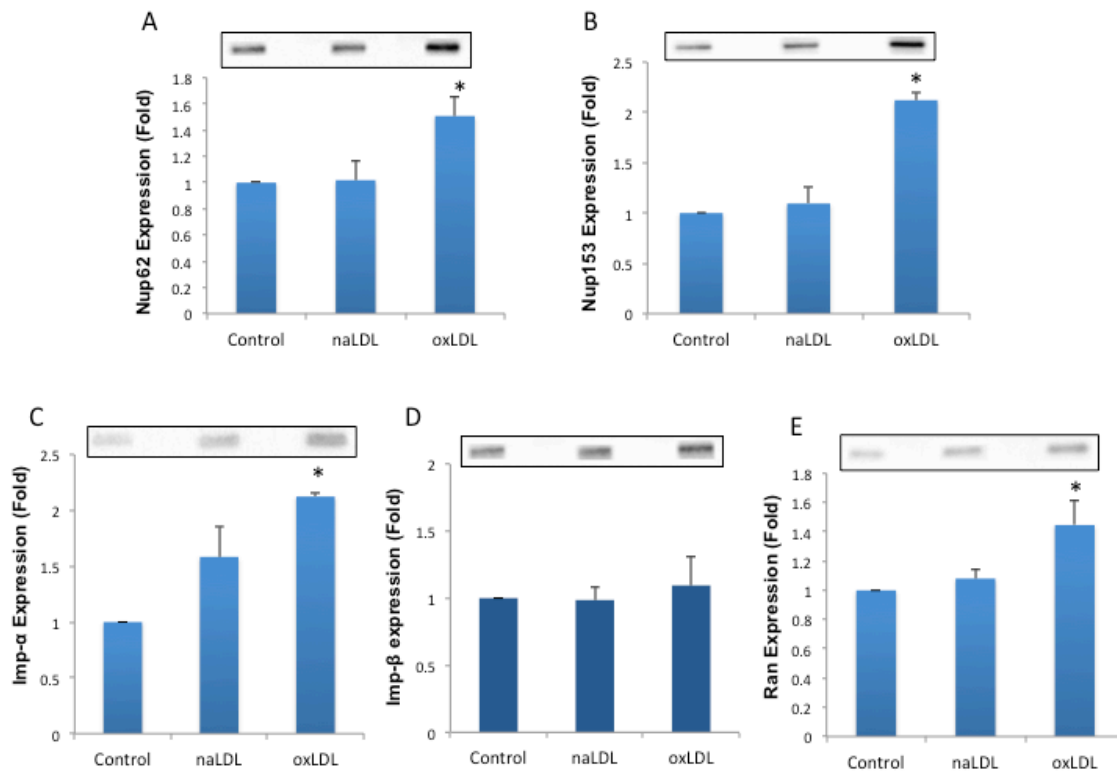 A
Nup62 Expression (Fold)
1.8
1.6
1.4
1.2
1
0.8
0.6
0.4
0.2
0
*
Control naLDL oxLDL
B
Nup153 Expression (Fold)
2.5
2
1.5
1
0.5
0
*
Control naLDL oxLDL
C
Imp-α Expression (Fold)
2.5
2
1.5
1
0.5
0
*
Control naLDL oxLDL
D
Imp-β expression (Fold)
2
1.5
1
0.5
0
Control naLDL oxLDL
E
Ran Expression (Fold)
1.8
1.6
1.4
1.2
1
0.8
0.6
0.4
0.2
0
*
Control naLDL oxLDL